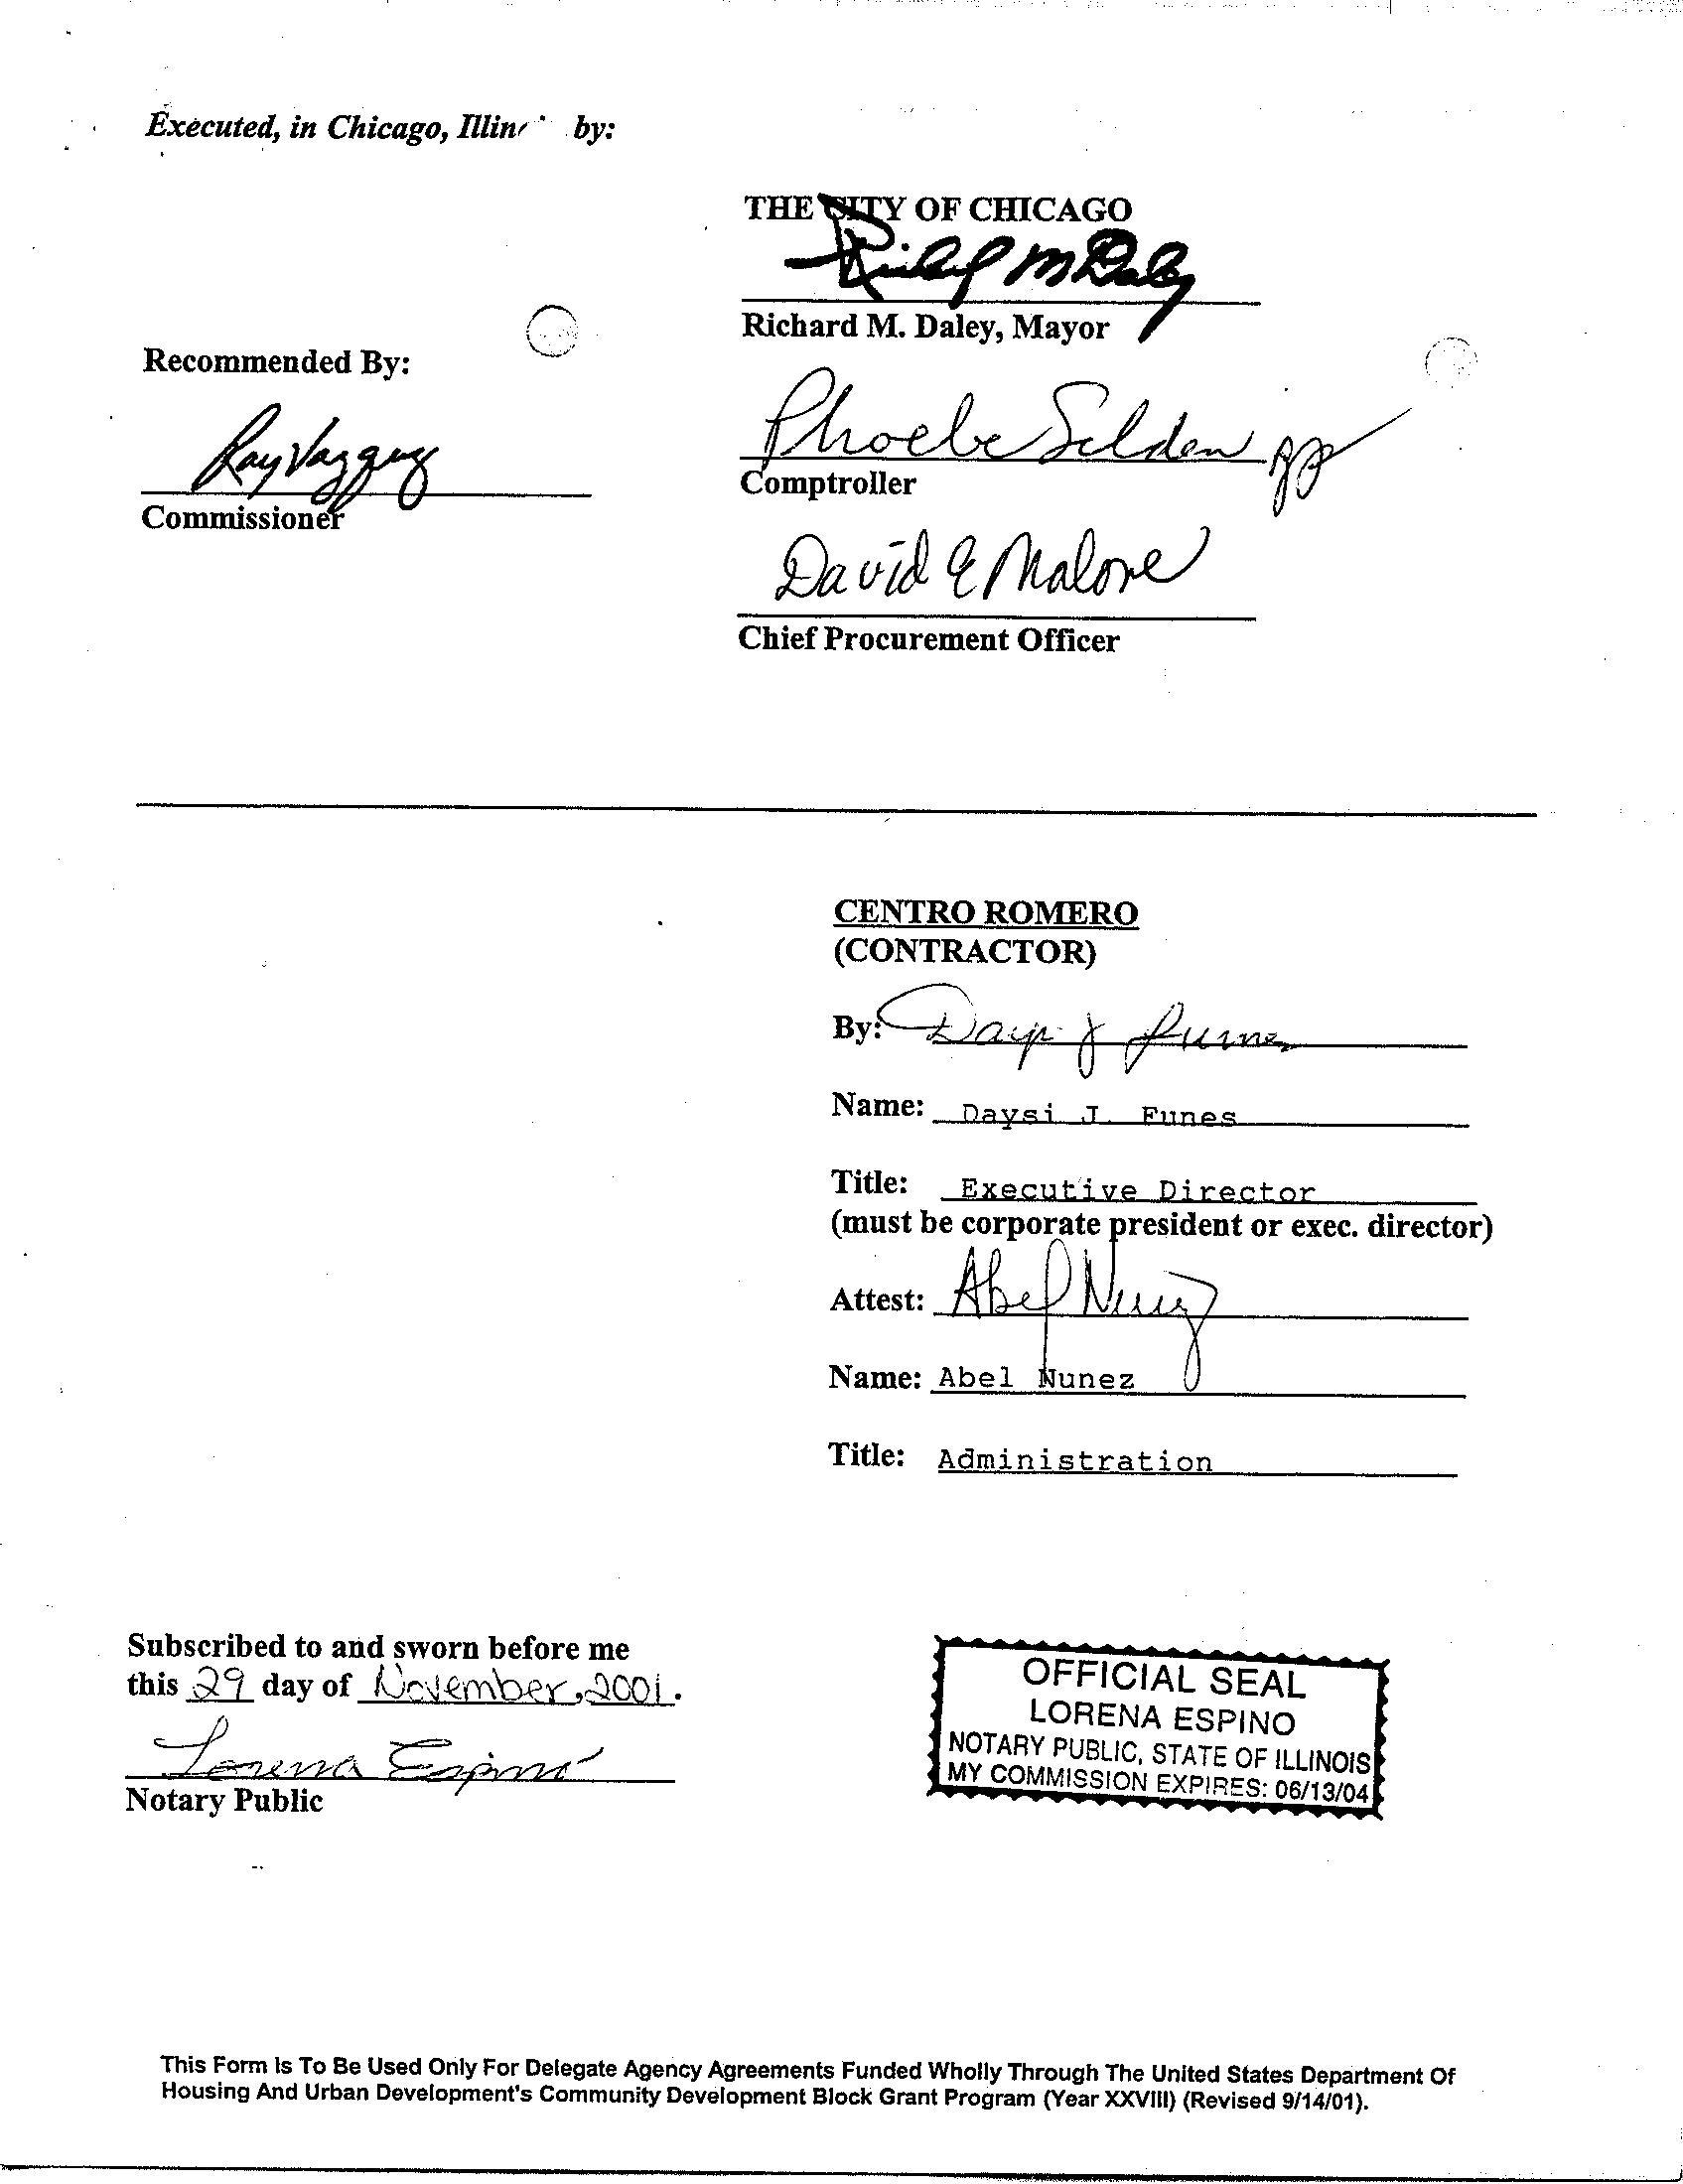 Executed, in Chicago, Illin by:
THE CITY OF CHICAGO
Richard M Daley
Richard M. Daley, Mayor
Recommended By:
Ray Vazquez
Commissioner
Phoebe Selden
Comptroller
David E Malone
Chief Procurement Officer
CENTRO ROMERO
(CONTRACTOR)
By: Daysi J Funes
Name: Daysi J. Funes
Title: Executive Director
(must be corporate president or exec. director)
Attest: Abel Nunez
Name: Abel Nunez
Title: Administration
Subscribed to and sworn before me
this 29 day of November, 2001.
Lorena Espino
Notary Public
OFFICIAL SEAL
LORENA ESPINO
NOTARY PUBLIC, STATE OF ILLINOIS
MY COMMISSION EXPIRES: 06/13/04
This Form Is To Be Used Only For Delegate Agency Agreements Funded Wholly Through The United States Department Of
Housing And Urban Development's Community Development Block Grant Program (Year XXVIII) (Revised 9/14/01).